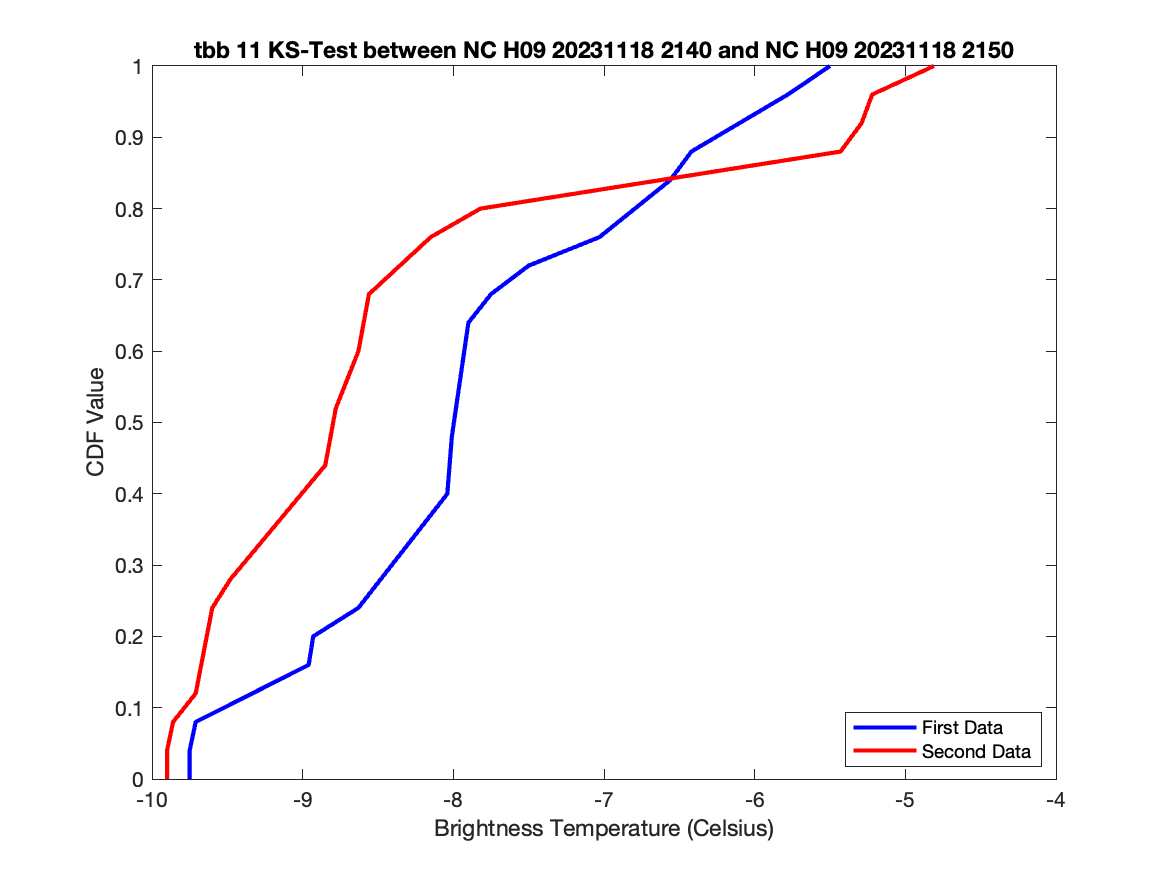 tbb 11 KS-Test between NC H09 20231118 2140 and NC H09 20231118 2150
1
0.9
0.8
0.7
0.6
0.5
0.4
0.3
0.2
0.1
0
CDF Value
-10 -9 -8 -7 -6 -5 -4
Brightness Temperature (Celsius)
First Data
Second Data